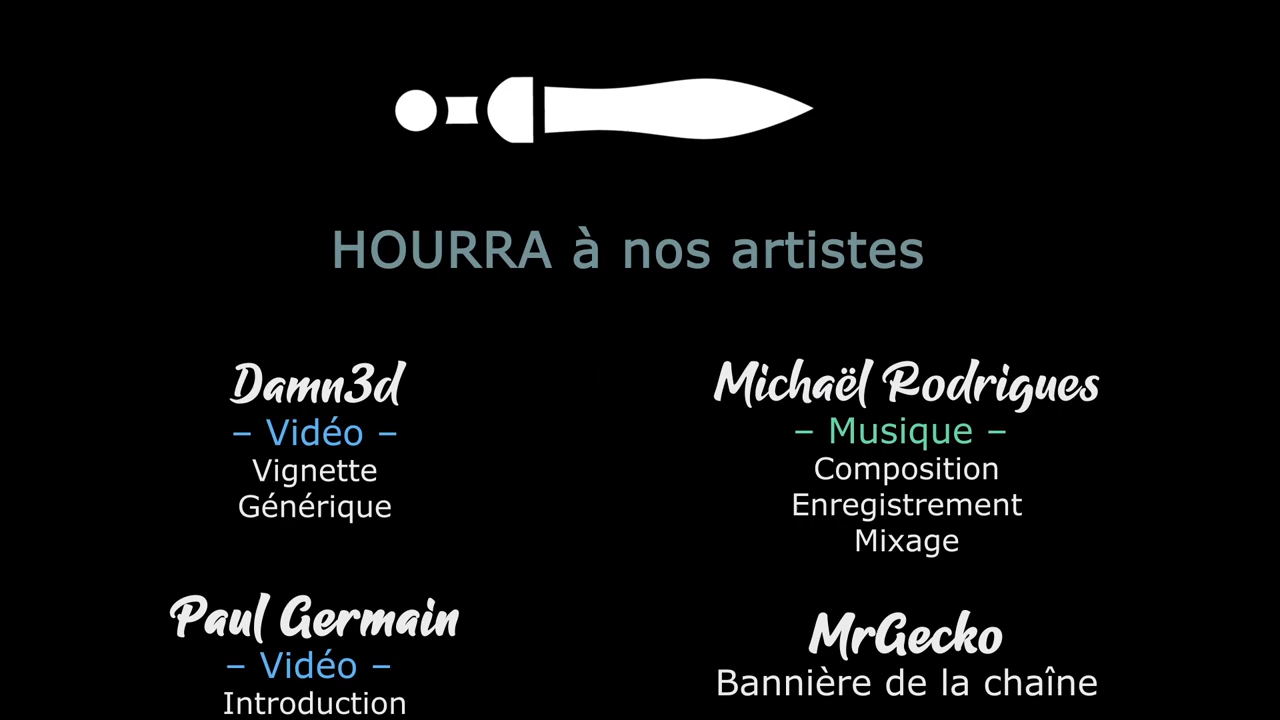 HOURRA à nos artistes
Damn3d
– Vidéo –
Vignette
Générique
Michaël Rodrigues
– Musique –
Composition
Enregistrement
Mixage
Paul Germain
– Vidéo –
Introduction
MrGecko
Bannière de la chaîne